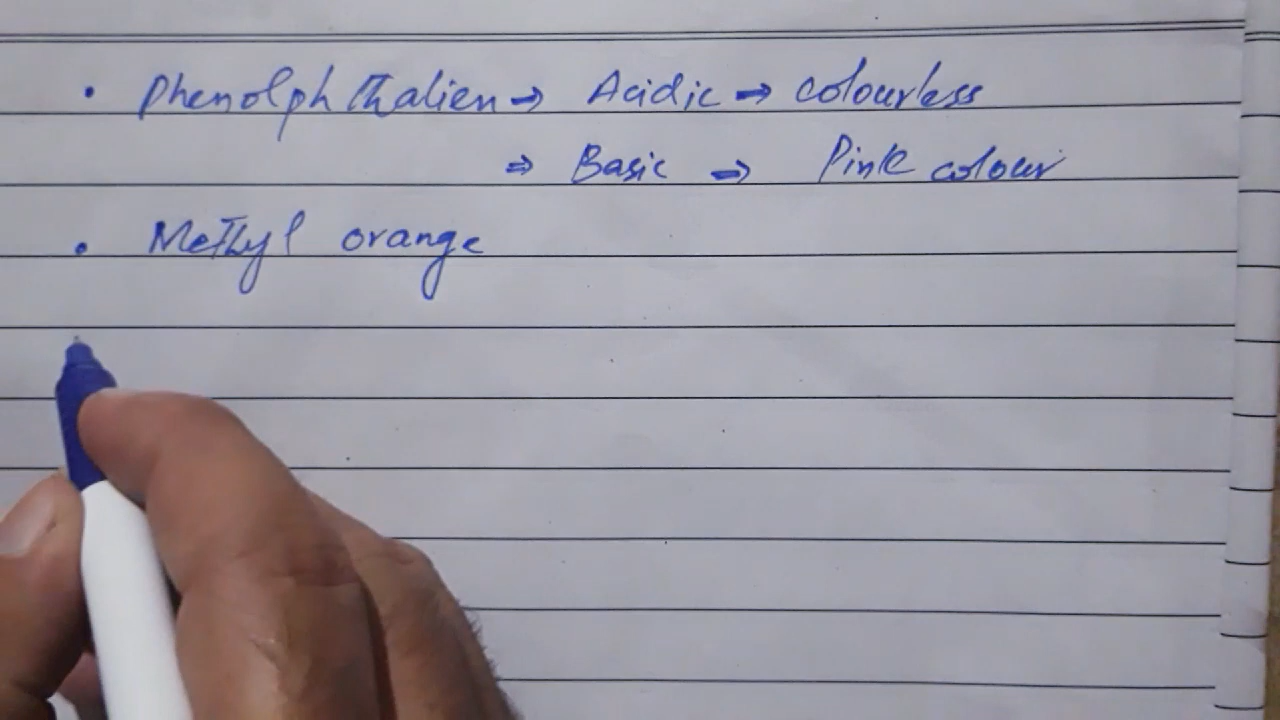 • Phenolphthalien → Acidic → colourless
⇒ Basic ⇒ Pink colour
• Methyl orange